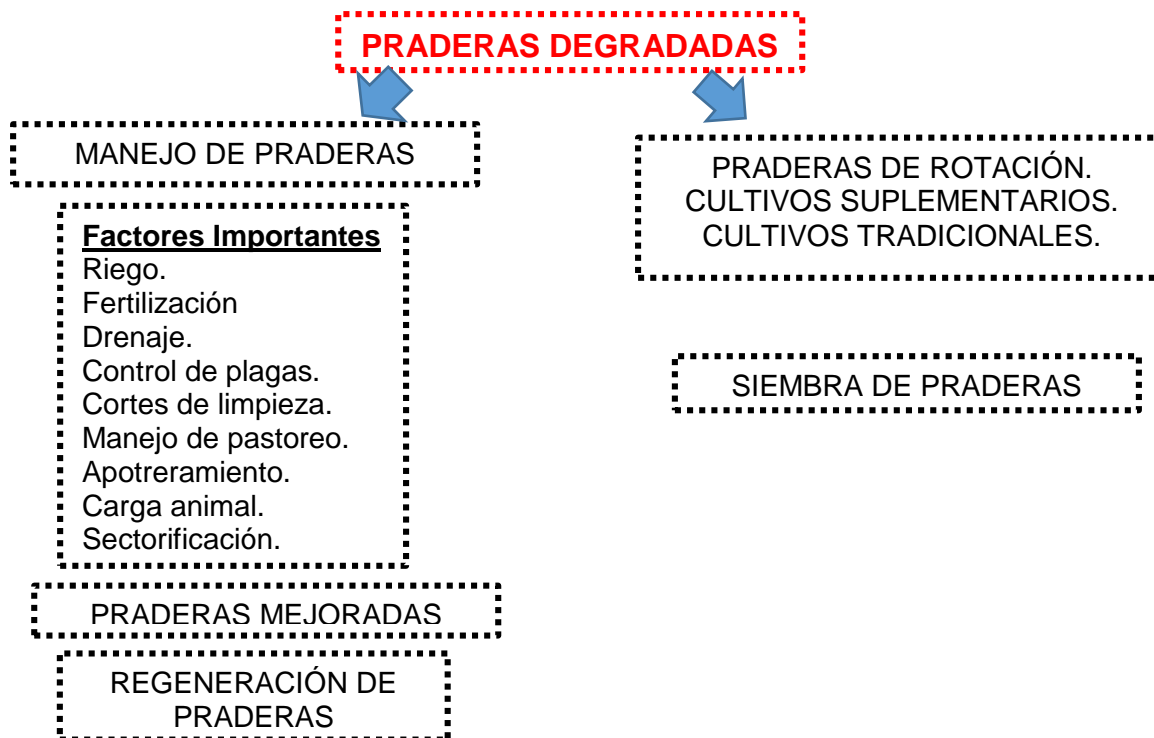 PRADERAS DEGRADADAS
MANEJO DE PRADERAS
Factores Importantes
Riego.
Fertilización
Drenaje.
Control de plagas.
Cortes de limpieza.
Manejo de pastoreo.
Apotreramiento.
Carga animal.
Sectorificación.
PRADERAS MEJORADAS
REGENERACIÓN DE
PRADERAS
PRADERAS DE ROTACIÓN.
CULTIVOS SUPLEMENTARIOS.
CULTIVOS TRADICIONALES.
SIEMBRA DE PRADERAS